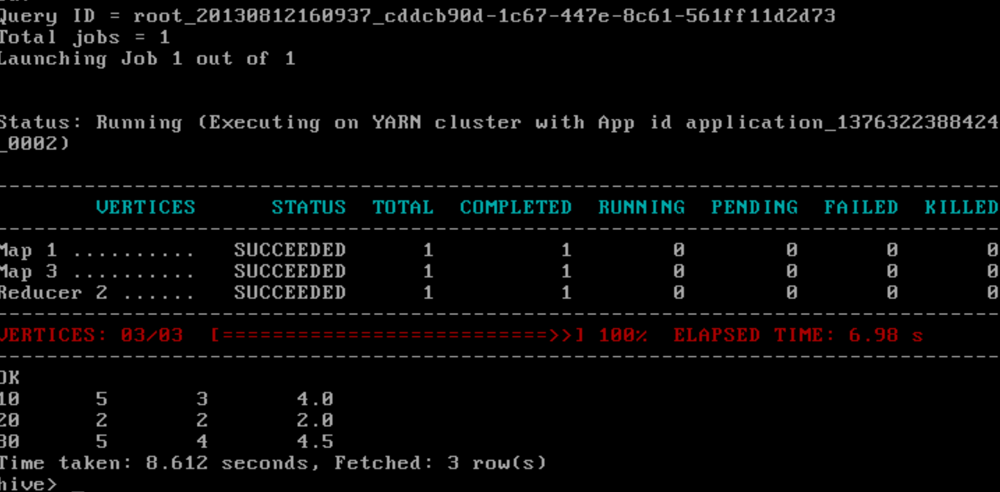 Query ID = root_20130812160937_cddcb90d-1c67-447e-8c61-561ff11d2d73
Total jobs = 1
Launching Job 1 out of 1
Status: Running (Executing on YARN cluster with App id application_1376322388424
_0002)
--------------------------------------------------------------------------------
VERTICES STATUS TOTAL COMPLETED RUNNING PENDING FAILED KILLED
--------------------------------------------------------------------------------
Map 1 .......... SUCCEEDED 1 1 0 0 0 0
Map 3 .......... SUCCEEDED 1 1 0 0 0 0
Reducer 2 ...... SUCCEEDED 1 1 0 0 0 0
--------------------------------------------------------------------------------
VERTICES: 03/03 [==========================>>] 100% ELAPSED TIME: 6.98 s
--------------------------------------------------------------------------------
OK
10 5 3 4.0
20 2 2 2.0
30 5 4 4.5
Time taken: 8.612 seconds, Fetched: 3 row(s)
hive> _